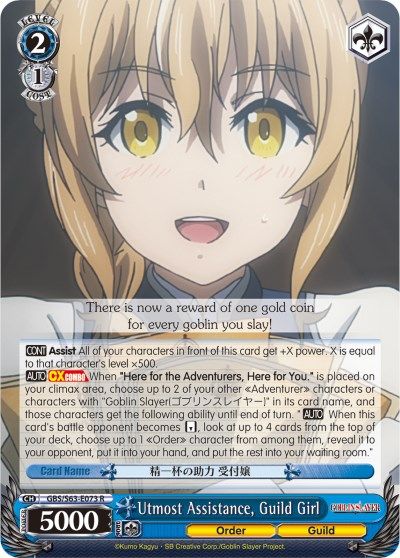 LEVEL
2
1
COST
There is now a reward of one gold coin
for every goblin you slay!
CONT Assist All of your characters in front of this card get +X power. X is equal
to that character's level ×500.
AUTO CX COMBO When "Here for the Adventurers, Here for You" is placed on
your climax area, choose up to 2 of your other «Adventurer» characters or
characters with "Goblin Slayer(ゴブリンスレイヤー)" in its card name, and
those characters get the following ability until end of turn. "AUTO When this
card's battle opponent becomes [▼], look at up to 4 cards from the top of
your deck, choose up to 1 «Order» character from among them, reveal it to
your opponent, put it into your hand, and put the rest into your waiting room."
Card Name
精一杯の助力 受付嬢
CH GBS/S63-E073 R
Utmost Assistance, Guild Girl
GOBLIN SLAYER
POWER
5000
Order
Guild
©Kumo Kagyu・SB Creative Corp./Goblin Slayer Project.